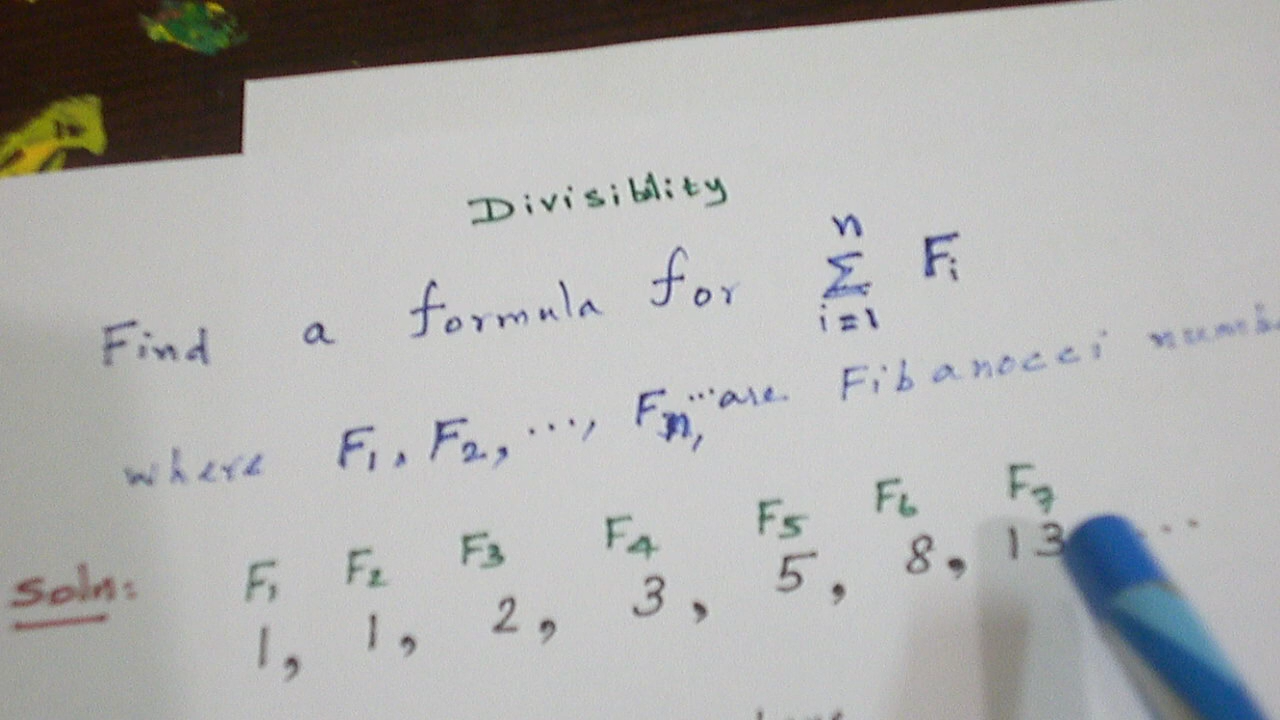 Divisiblity
Find a formula for n Σ i=1 Fi
where F1, F2, ..., Fn, ... are Fibanocci
F1 F2 F3 F4 F5 F6 F7
Soln: 1, 1, 2, 3, 5, 8, 13 ...